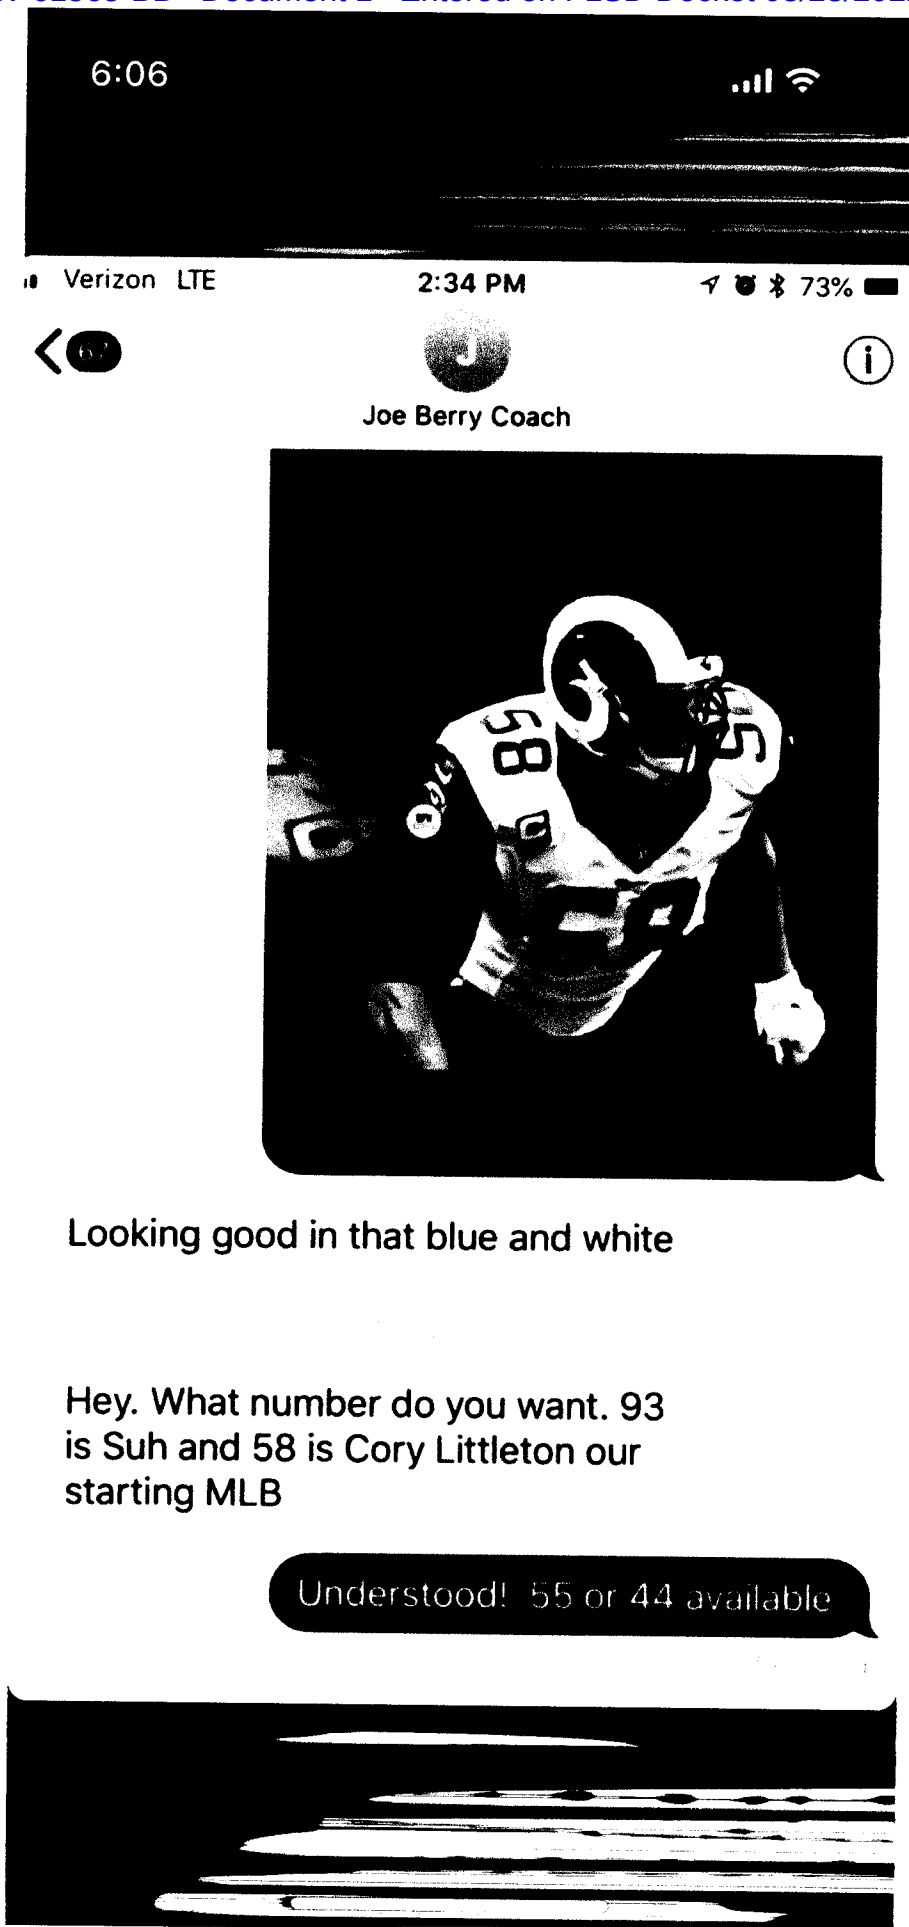 6:06
Verizon LTE 2:34 PM 73%
J
Joe Berry Coach
58
Looking good in that blue and white
Hey. What number do you want. 93
is Suh and 58 is Cory Littleton our
starting MLB
Understood! 55 or 44 available